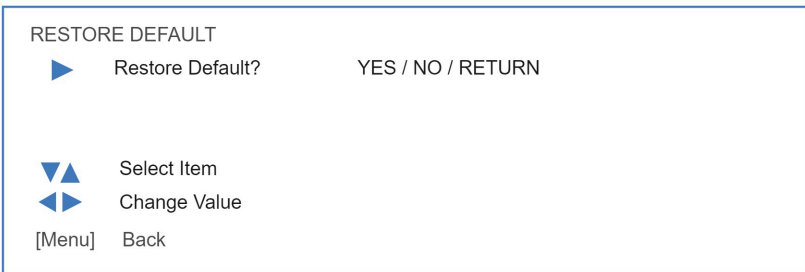 RESTORE DEFAULT
Restore Default? YES / NO / RETURN
Select Item
Change Value
[Menu] Back